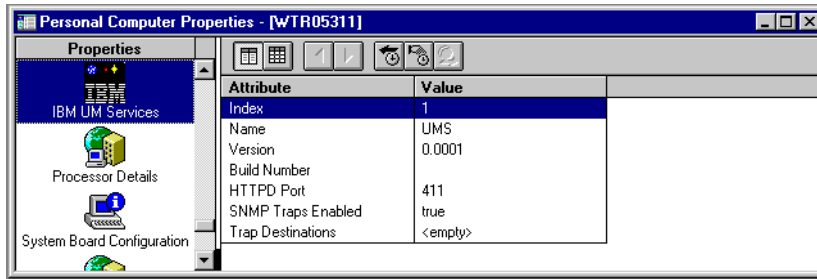 Personal Computer Properties - [WTR05311]
Properties
IBM
IBM UM Services
Processor Details
System Board Configuration
Attribute Value
Index 1
Name UMS
Version 0.0001
Build Number
HTTPD Port 411
SNMP Traps Enabled true
Trap Destinations <empty>